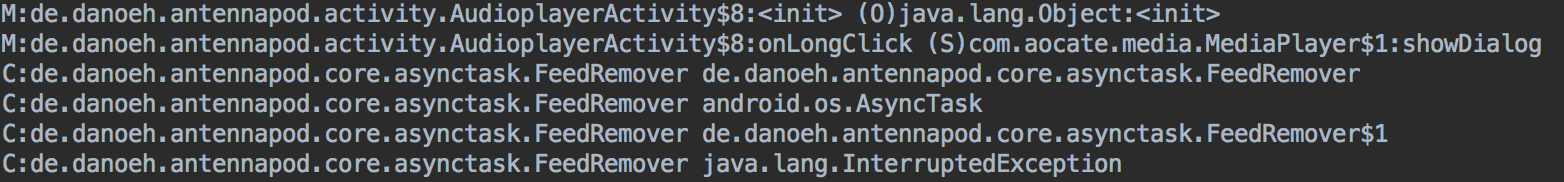 M:de.danoeh.antennapod.activity.AudioplayerActivity$8:<init> (O)java.lang.Object:<init>
M:de.danoeh.antennapod.activity.AudioplayerActivity$8:onLongClick (S)com.aocate.media.MediaPlayer$1:showDialog
C:de.danoeh.antennapod.core.asynctask.FeedRemover de.danoeh.antennapod.core.asynctask.FeedRemover
C:de.danoeh.antennapod.core.asynctask.FeedRemover android.os.AsyncTask
C:de.danoeh.antennapod.core.asynctask.FeedRemover de.danoeh.antennapod.core.asynctask.FeedRemover$1
C:de.danoeh.antennapod.core.asynctask.FeedRemover java.lang.InterruptedException